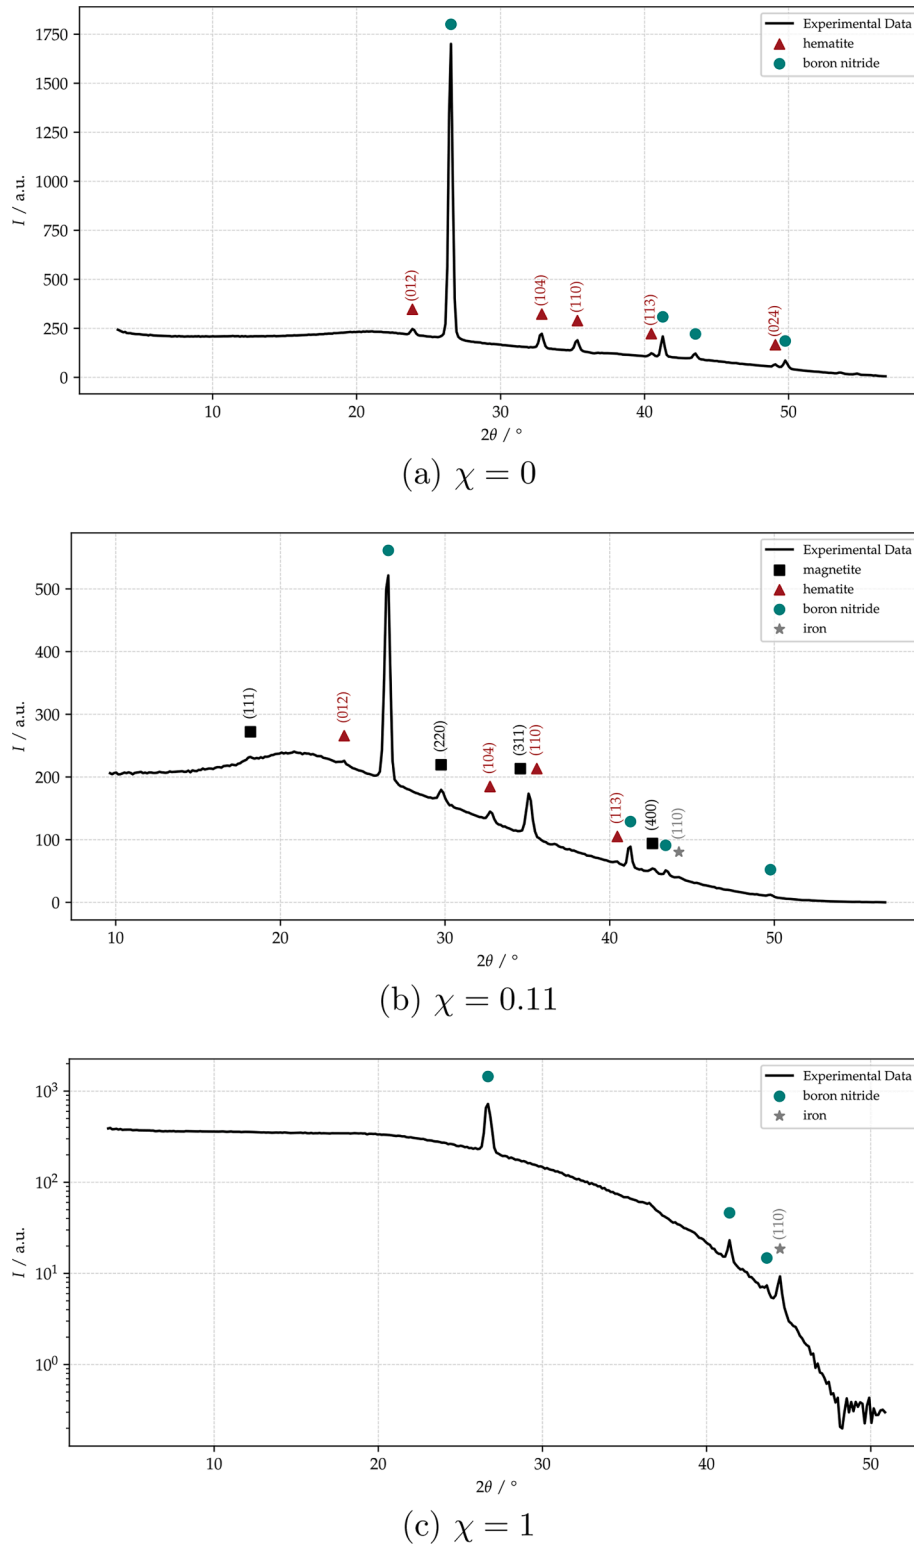 Experimental Data
hematite
boron nitride
1750
1500
1250
1000
750
500
250
0
I / a.u.
(012)
(104)
(110)
(113)
(024)
10 20 30 40 50
2θ / °
(a) χ = 0
Experimental Data
magnetite
hematite
boron nitride
iron
500
400
300
200
100
0
I / a.u.
(111)
(012)
(220)
(104)
(311)
(110)
(113)
(400)
(110)
10 20 30 40 50
2θ / °
(b) χ = 0.11
Experimental Data
boron nitride
iron
10³
10²
10¹
10⁰
I / a.u.
(110)
10 20 30 40 50
2θ / °
(c) χ = 1